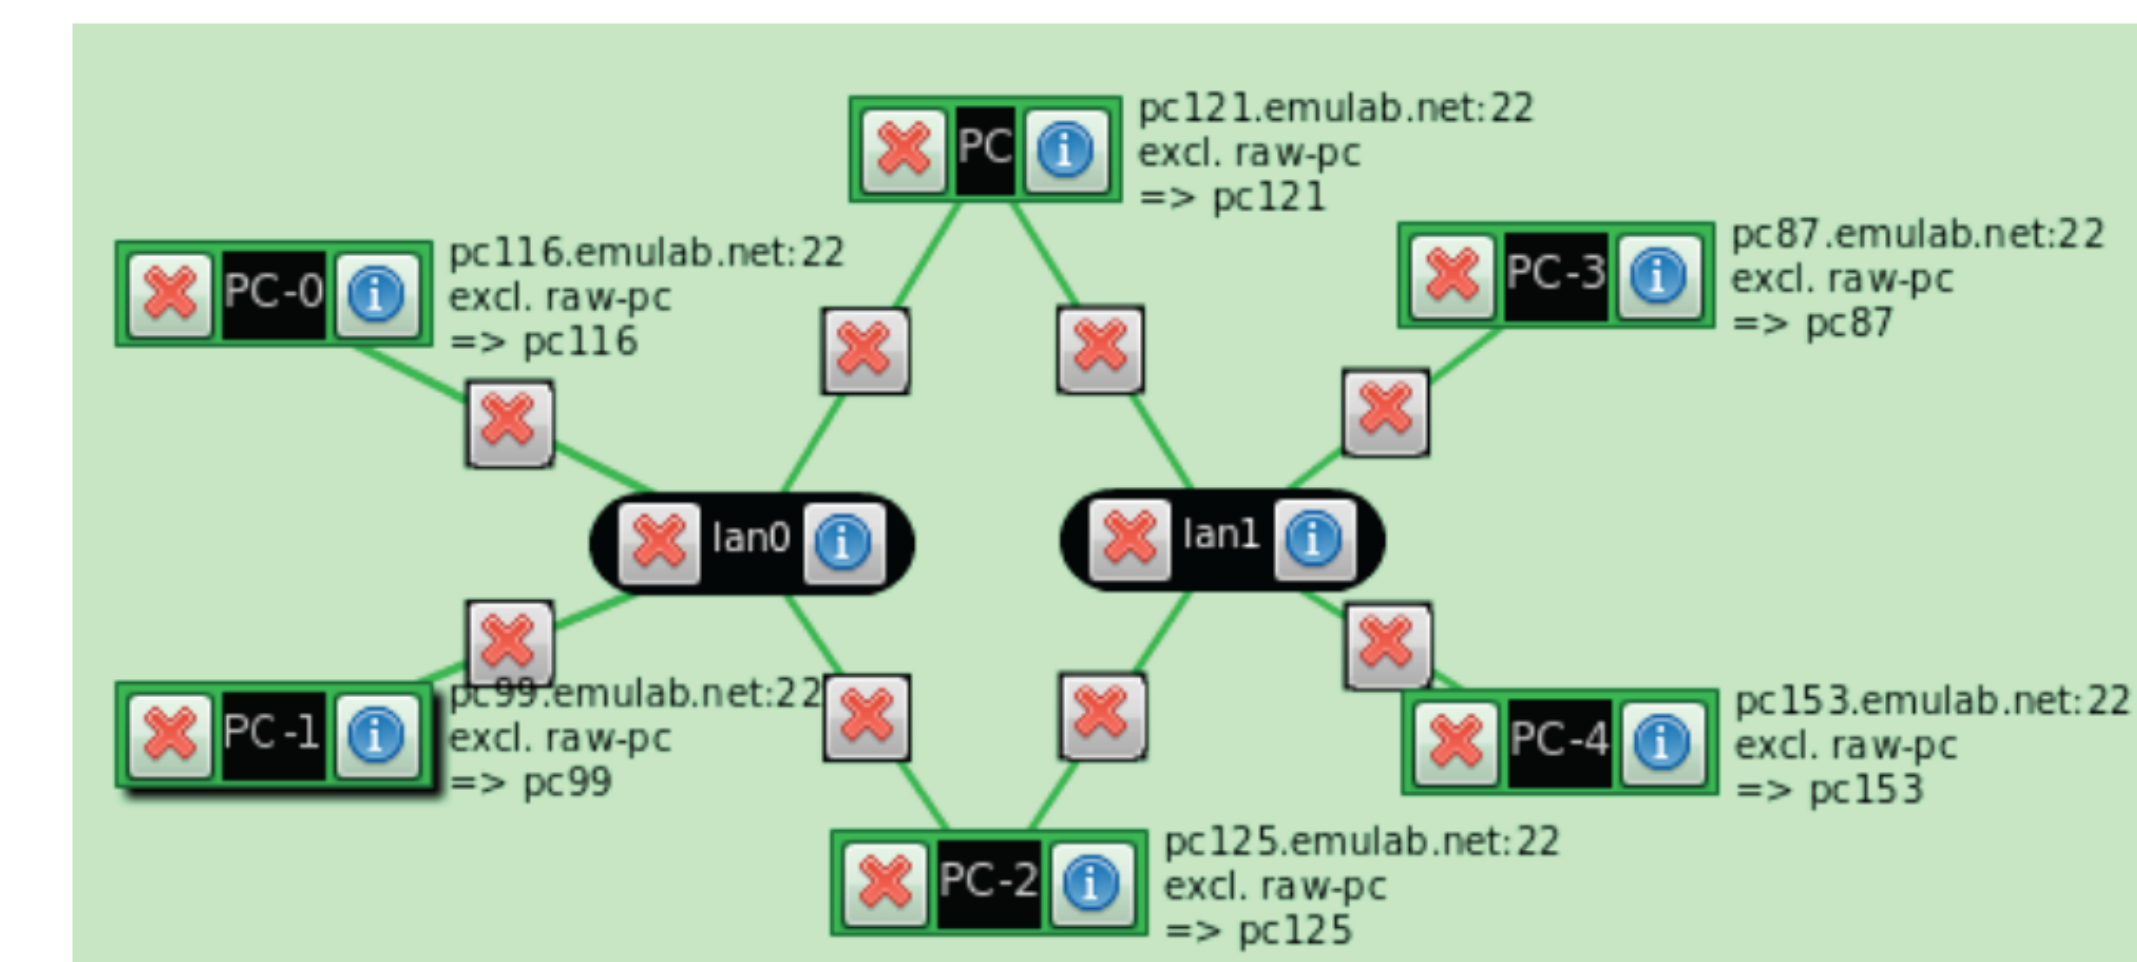 PC
pc121.emulab.net:22
excl. raw-pc
=> pc121
PC-0
pc116.emulab.net:22
excl. raw-pc
=> pc116
PC-3
pc87.emulab.net:22
excl. raw-pc
=> pc87
lan0
lan1
PC-1
pc99.emulab.net:22
excl. raw-pc
=> pc99
PC-4
pc153.emulab.net:22
excl. raw-pc
=> pc153
PC-2
pc125.emulab.net:22
excl. raw-pc
=> pc125